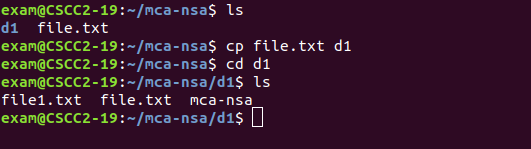 exam@CSCC2-19:~/mca-nsa$ ls
d1  file.txt
exam@CSCC2-19:~/mca-nsa$ cp file.txt d1
exam@CSCC2-19:~/mca-nsa$ cd d1
exam@CSCC2-19:~/mca-nsa/d1$ ls
file1.txt  file.txt  mca-nsa
exam@CSCC2-19:~/mca-nsa/d1$